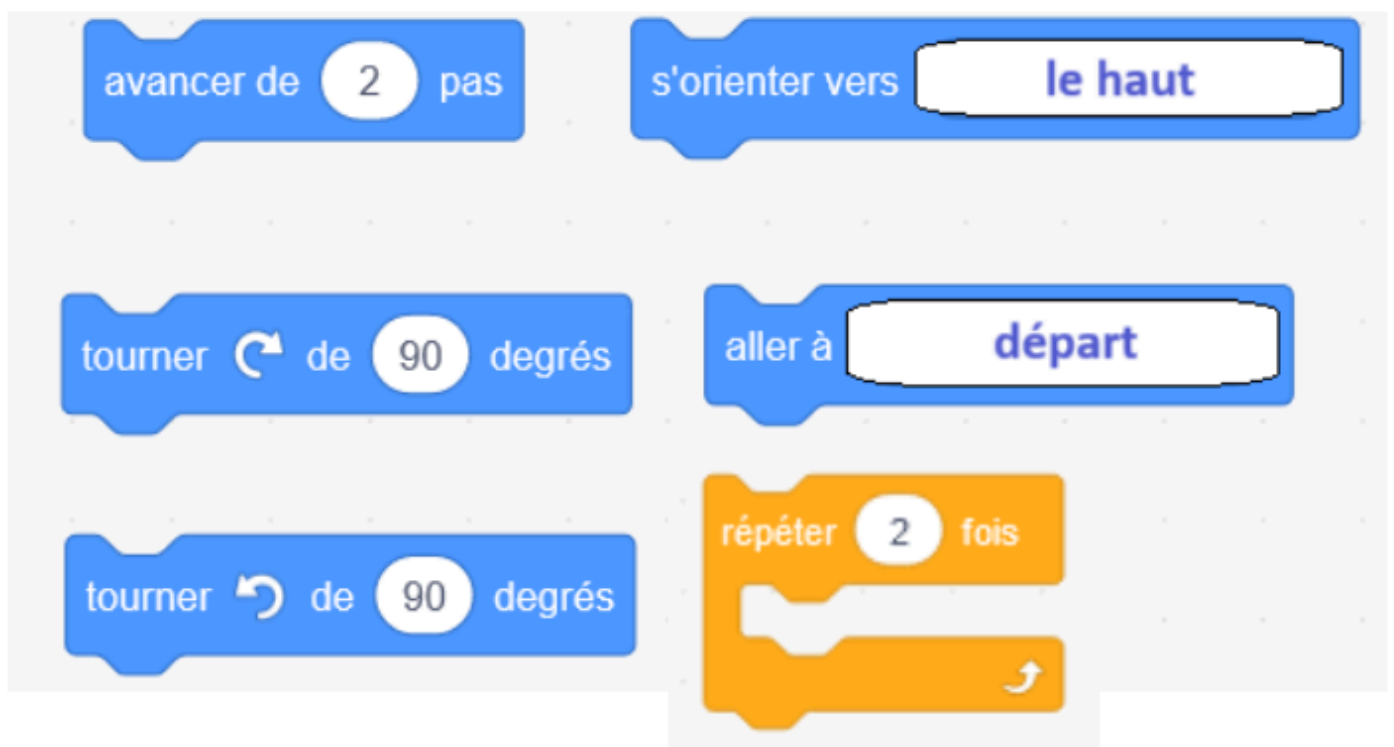 avancer de 2 pas
s'orienter vers le haut
tourner de 90 degrés
aller à départ
répéter 2 fois
tourner de 90 degrés